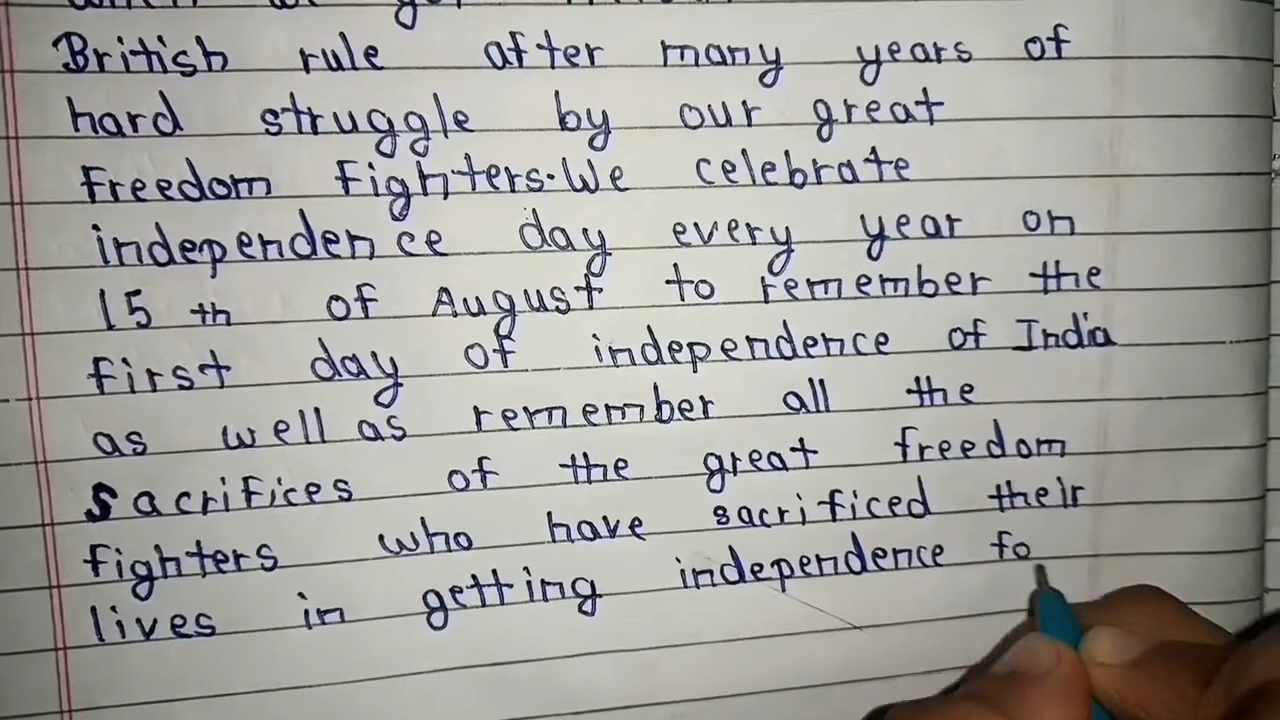 British rule after many years of
hard struggle by our great
Freedom Fighters. We celebrate
independence day every year on
15 th of August to remember the
first day of independence of India
as well as remember all the
sacrifices of the great freedom
fighters who have sacrificed their
lives in getting independence fo